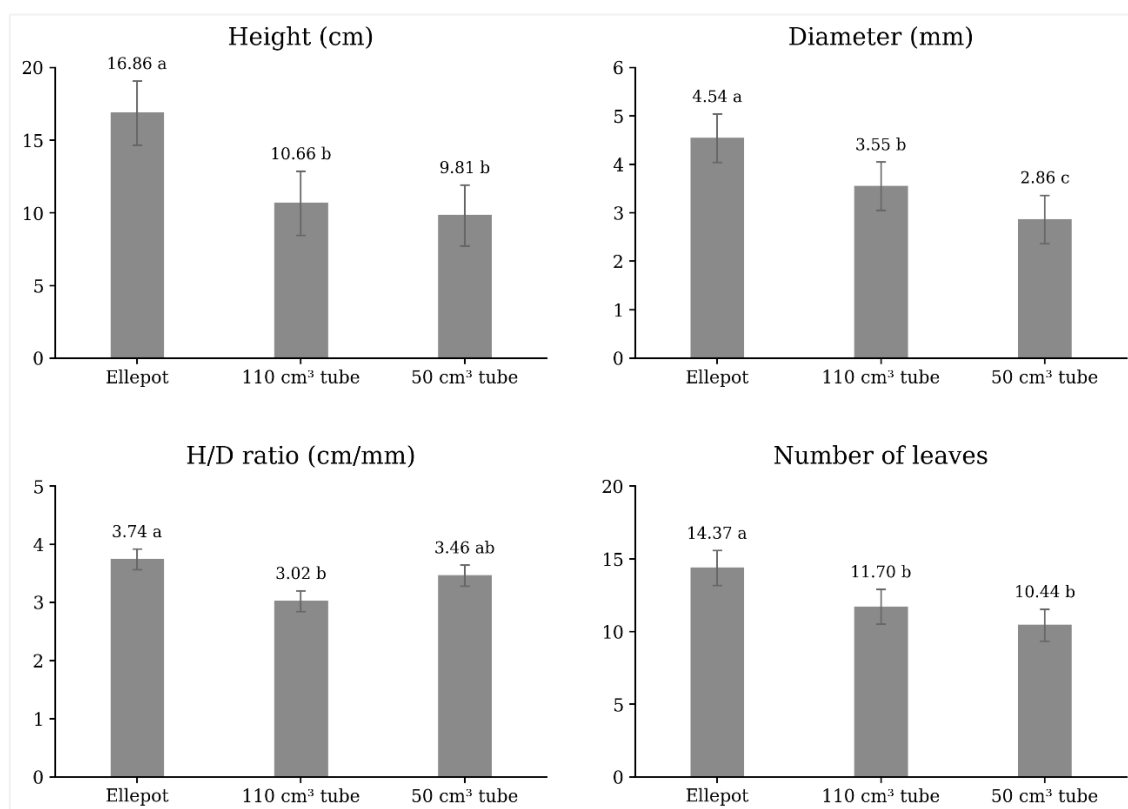 Height (cm)
20
15
10
5
0
16.86 a
10.66 b
9.81 b
Ellepot
110 cm³ tube
50 cm³ tube
Diameter (mm)
6
5
4
3
2
1
0
4.54 a
3.55 b
2.86 c
Ellepot
110 cm³ tube
50 cm³ tube
H/D ratio (cm/mm)
5
4
3
2
1
0
3.74 a
3.02 b
3.46 ab
Ellepot
110 cm³ tube
50 cm³ tube
Number of leaves
20
15
10
5
0
14.37 a
11.70 b
10.44 b
Ellepot
110 cm³ tube
50 cm³ tube